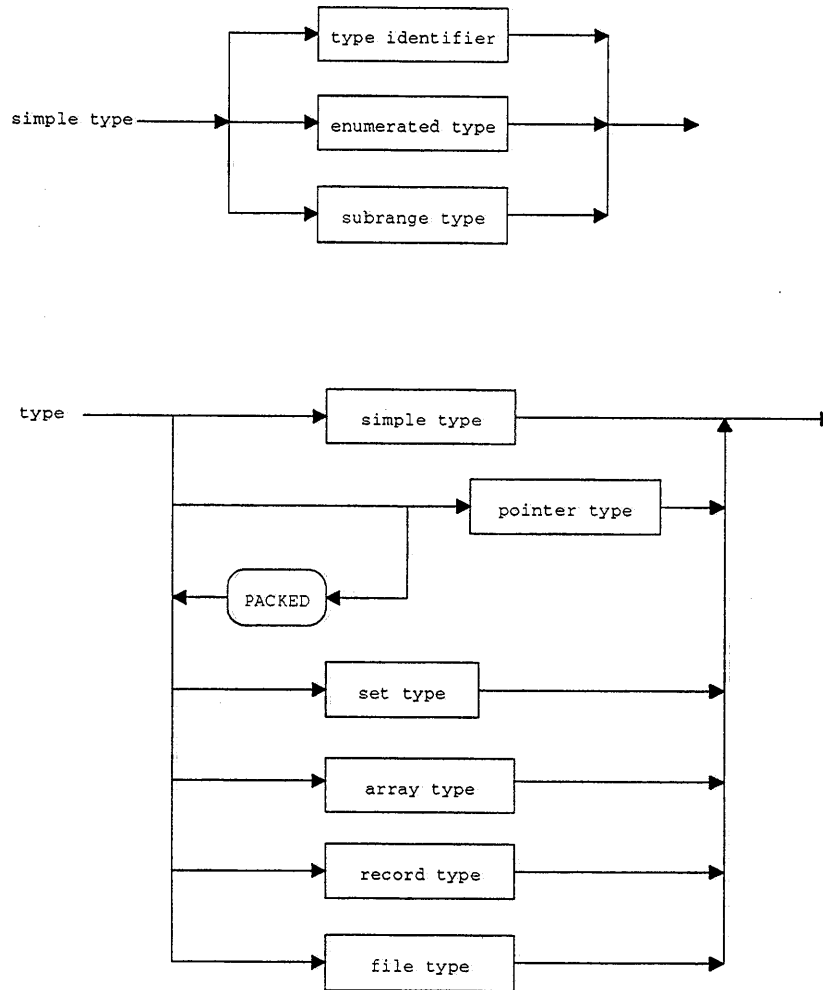 type identifier
simple type
enumerated type
subrange type
type
simple type
pointer type
PACKED
set type
array type
record type
file type